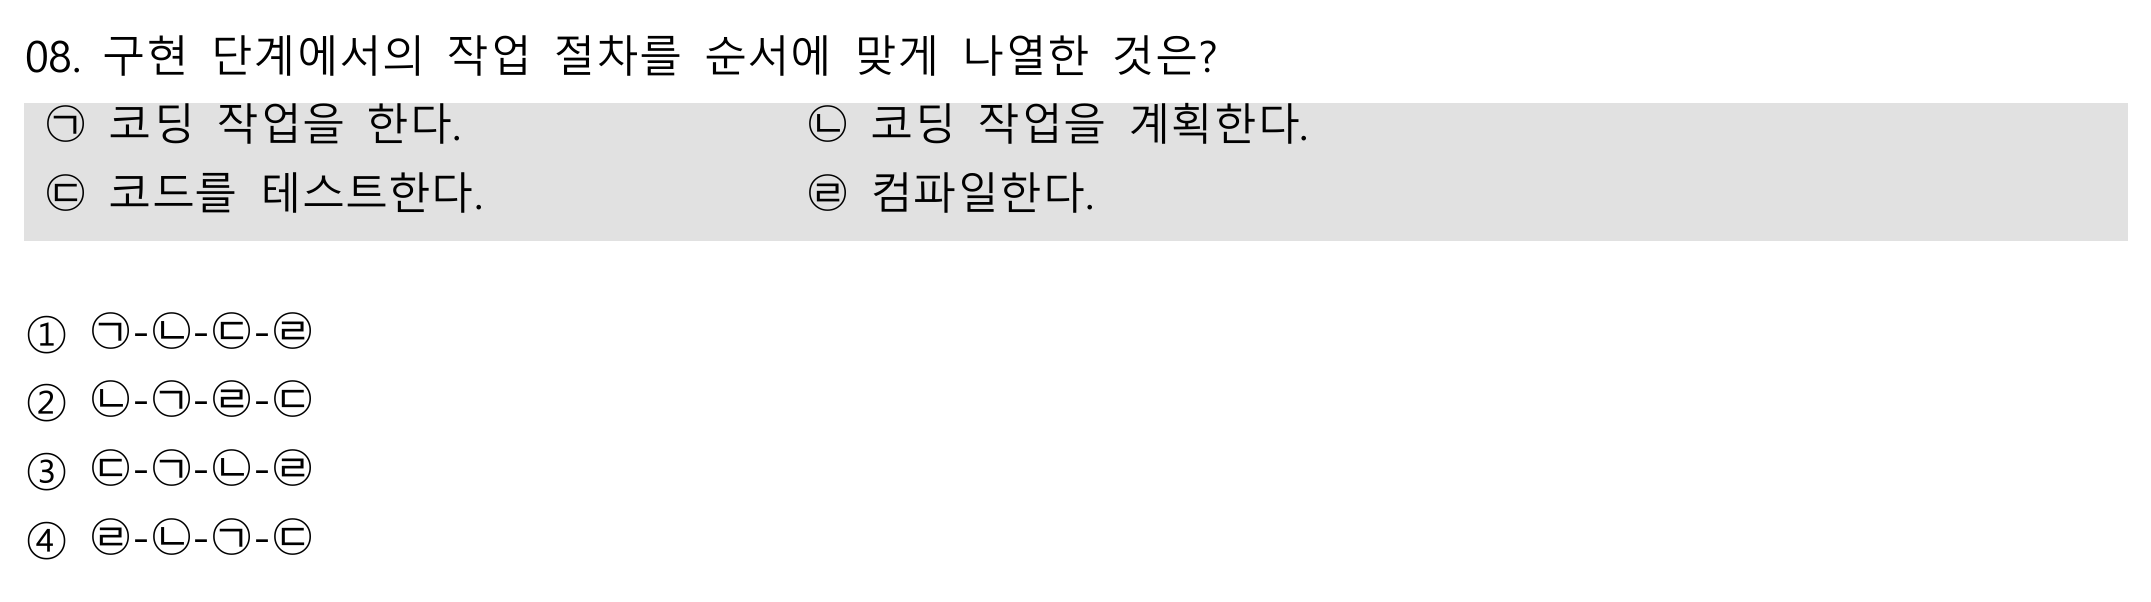 08. 구현 단계에서의 작업 절차를 순서에 맞게 나열한 것은?
㉠ 코딩 작업을 한다. ㉡ 코딩 작업을 계획한다.
㉢ 코드를 테스트한다. ㉣ 컴파일한다.
① ㉠-㉡-㉢-㉣
② ㉡-㉠-㉣-㉢
③ ㉢-㉠-㉡-㉣
④ ㉣-㉡-㉠-㉢